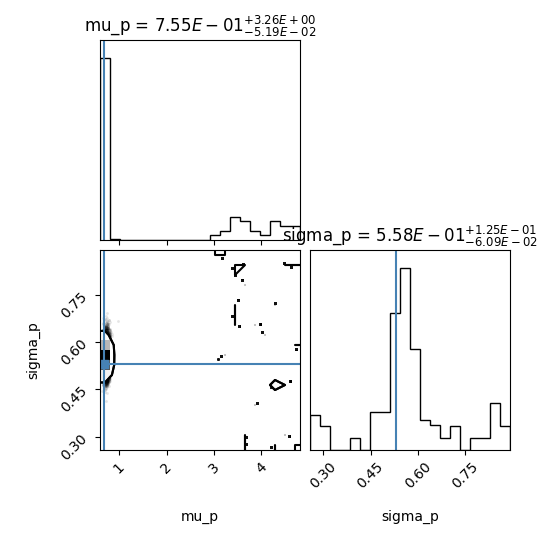 mu_p = 7.55E − 01+3.26E+00 −5.19E−02
sigma_p = 5.58E − 01+1.25E−01 −6.09E−02
sigma_p
0.75
0.60
0.45
0.30
1 2 3 4
0.30 0.45 0.60 0.75
mu_p
sigma_p